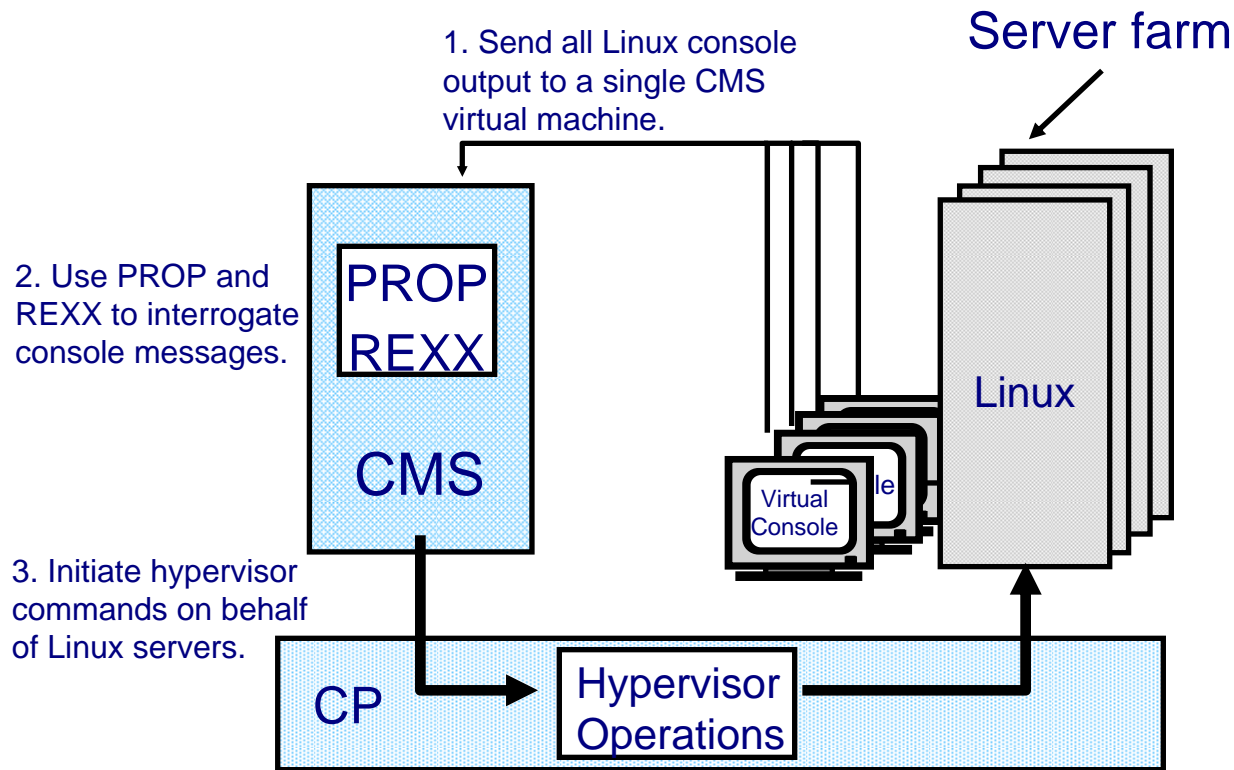 Server farm
1. Send all Linux console
output to a single CMS
virtual machine.
2. Use PROP and
REXX to interrogate
console messages.
PROP
REXX
CMS
Linux
Virtual
Console
le
3. Initiate hypervisor
commands on behalf
of Linux servers.
CP
Hypervisor
Operations